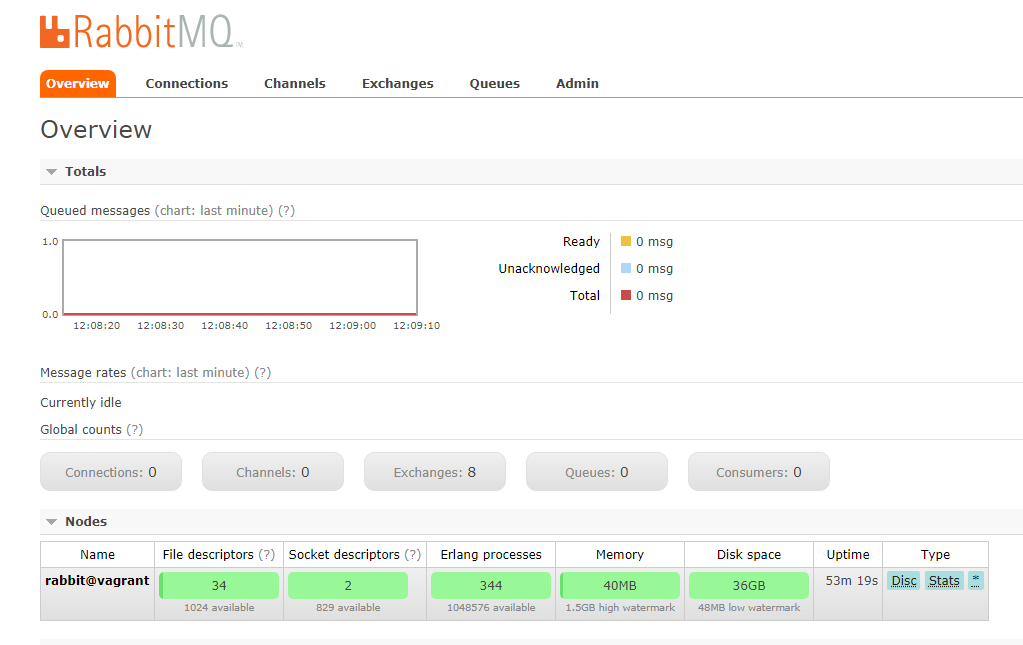 RabbitMQ™
Overview Connections Channels Exchanges Queues Admin
Overview
Totals
Queued messages (chart: last minute) (?)
1.0
0.0
12:08:20 12:08:30 12:08:40 12:08:50 12:09:00 12:09:10
Ready 0 msg
Unacknowledged 0 msg
Total 0 msg
Message rates (chart: last minute) (?)
Currently idle
Global counts (?)
Connections: 0 Channels: 0 Exchanges: 8 Queues: 0 Consumers: 0
Nodes
Name File descriptors (?) Socket descriptors (?) Erlang processes Memory Disk space Uptime Type
rabbit@vagrant 34 2 344 40MB 36GB 53m 19s Disc Stats *
1024 available 829 available 1048576 available 1.5GB high watermark 48MB low watermark